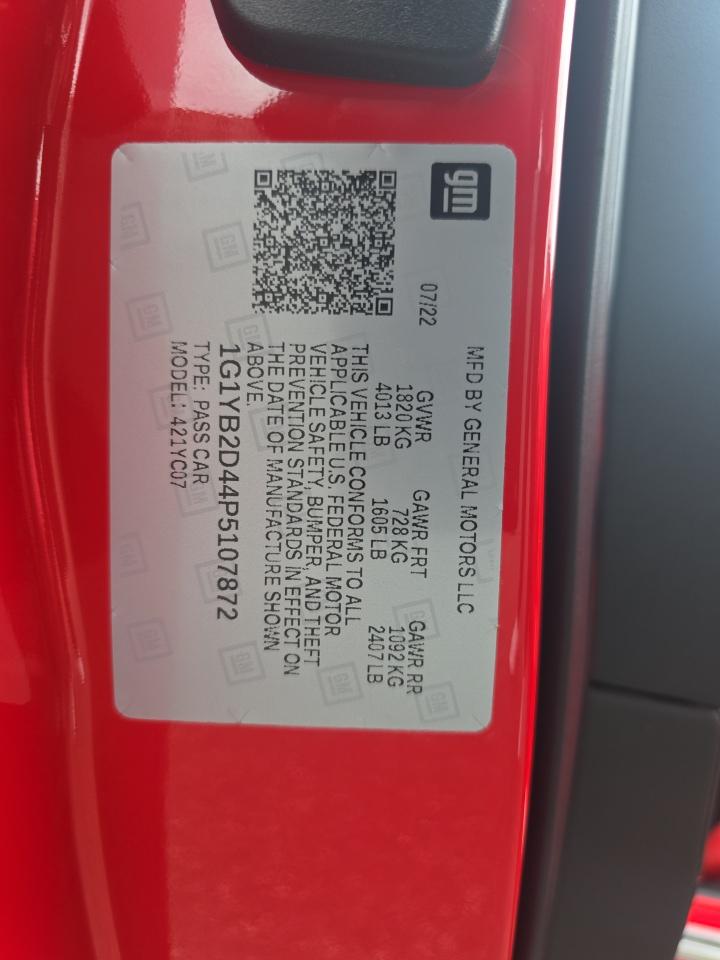 gm
MFD BY GENERAL MOTORS LLC
07/22
GVWR GAWR FRT GAWR RR
1820 KG 728 KG 1092 KG
4013 LB 1605 LB 2407 LB
THIS VEHICLE CONFORMS TO ALL
APPLICABLE U.S. FEDERAL MOTOR
VEHICLE SAFETY, BUMPER, AND THEFT
PREVENTION STANDARDS IN EFFECT ON
THE DATE OF MANUFACTURE SHOWN
ABOVE.
1G1YB2D44P5107872
TYPE: PASS CAR
MODEL: 421YC07